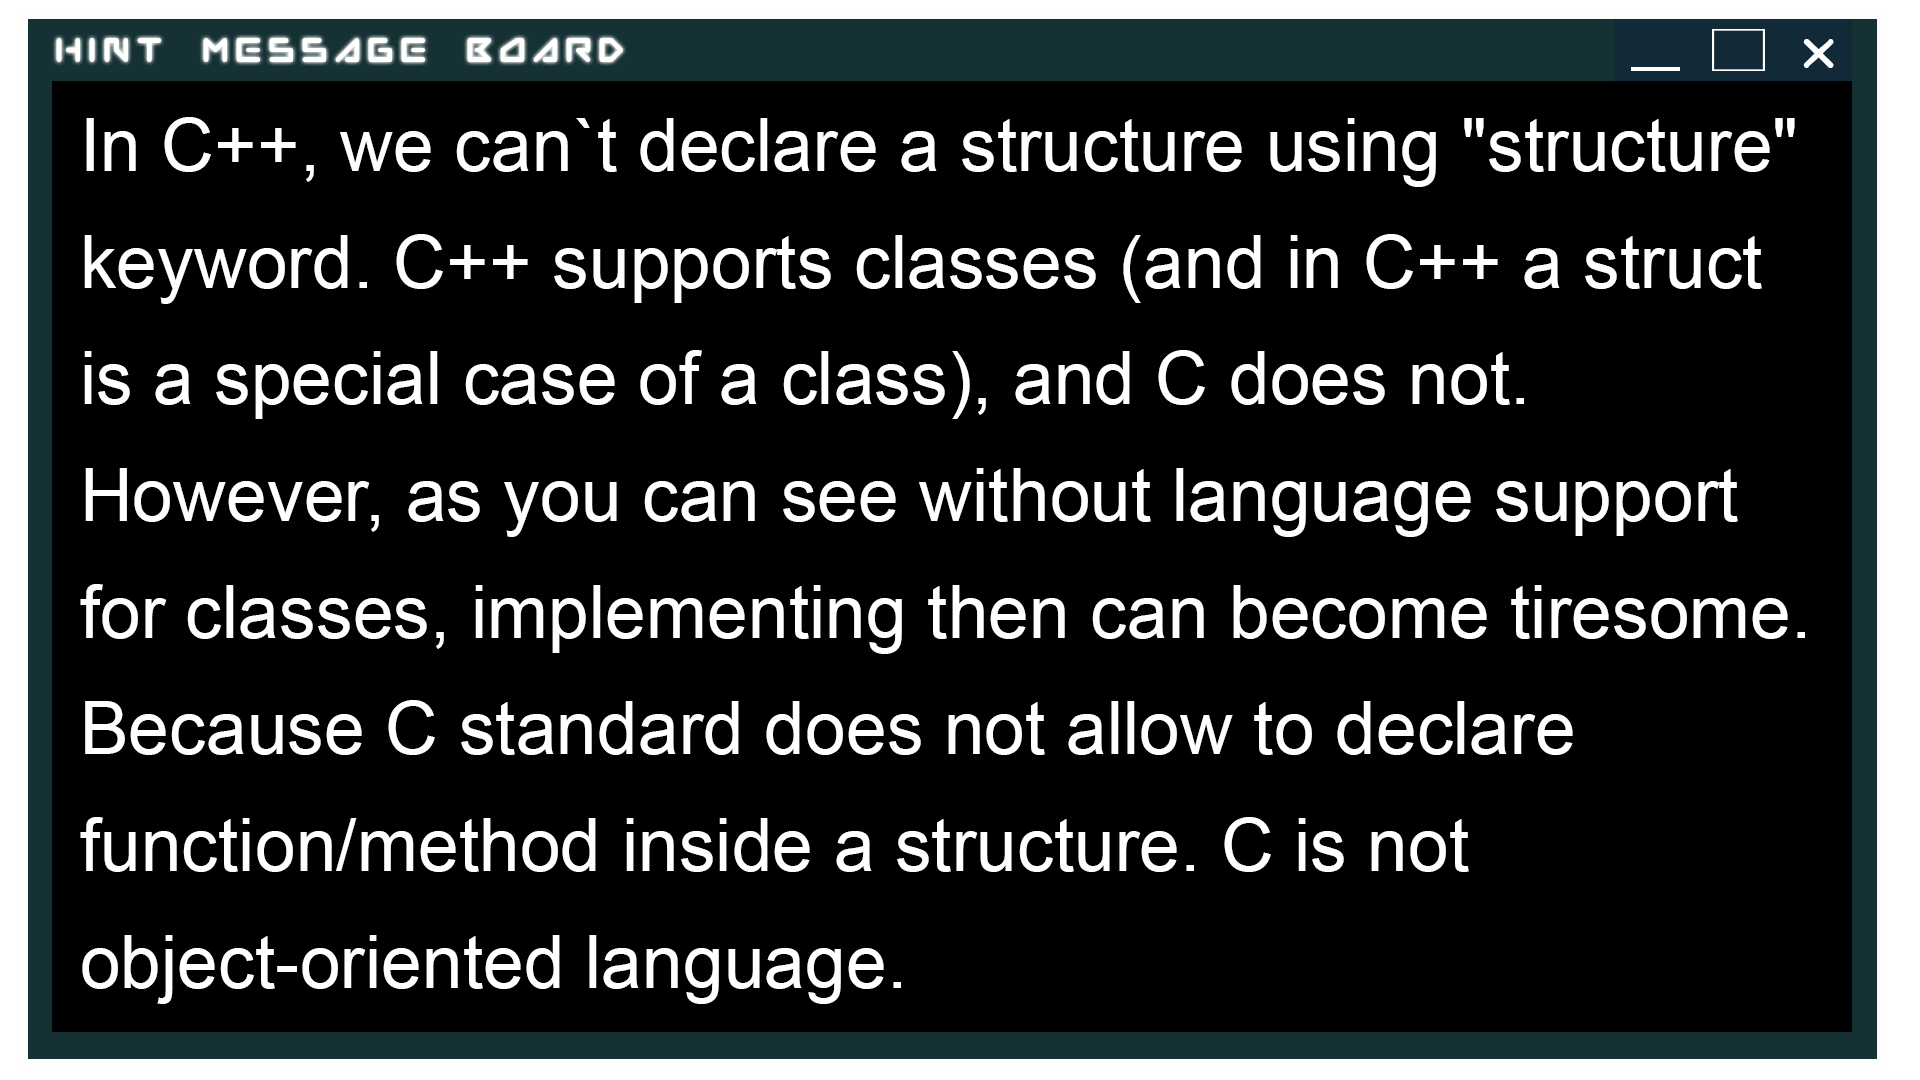 HINT MESSAGE BOARD
In C++, we can`t declare a structure using "structure"
keyword. C++ supports classes (and in C++ a struct
is a special case of a class), and C does not.
However, as you can see without language support
for classes, implementing then can become tiresome.
Because C standard does not allow to declare
function/method inside a structure. C is not
object-oriented language.